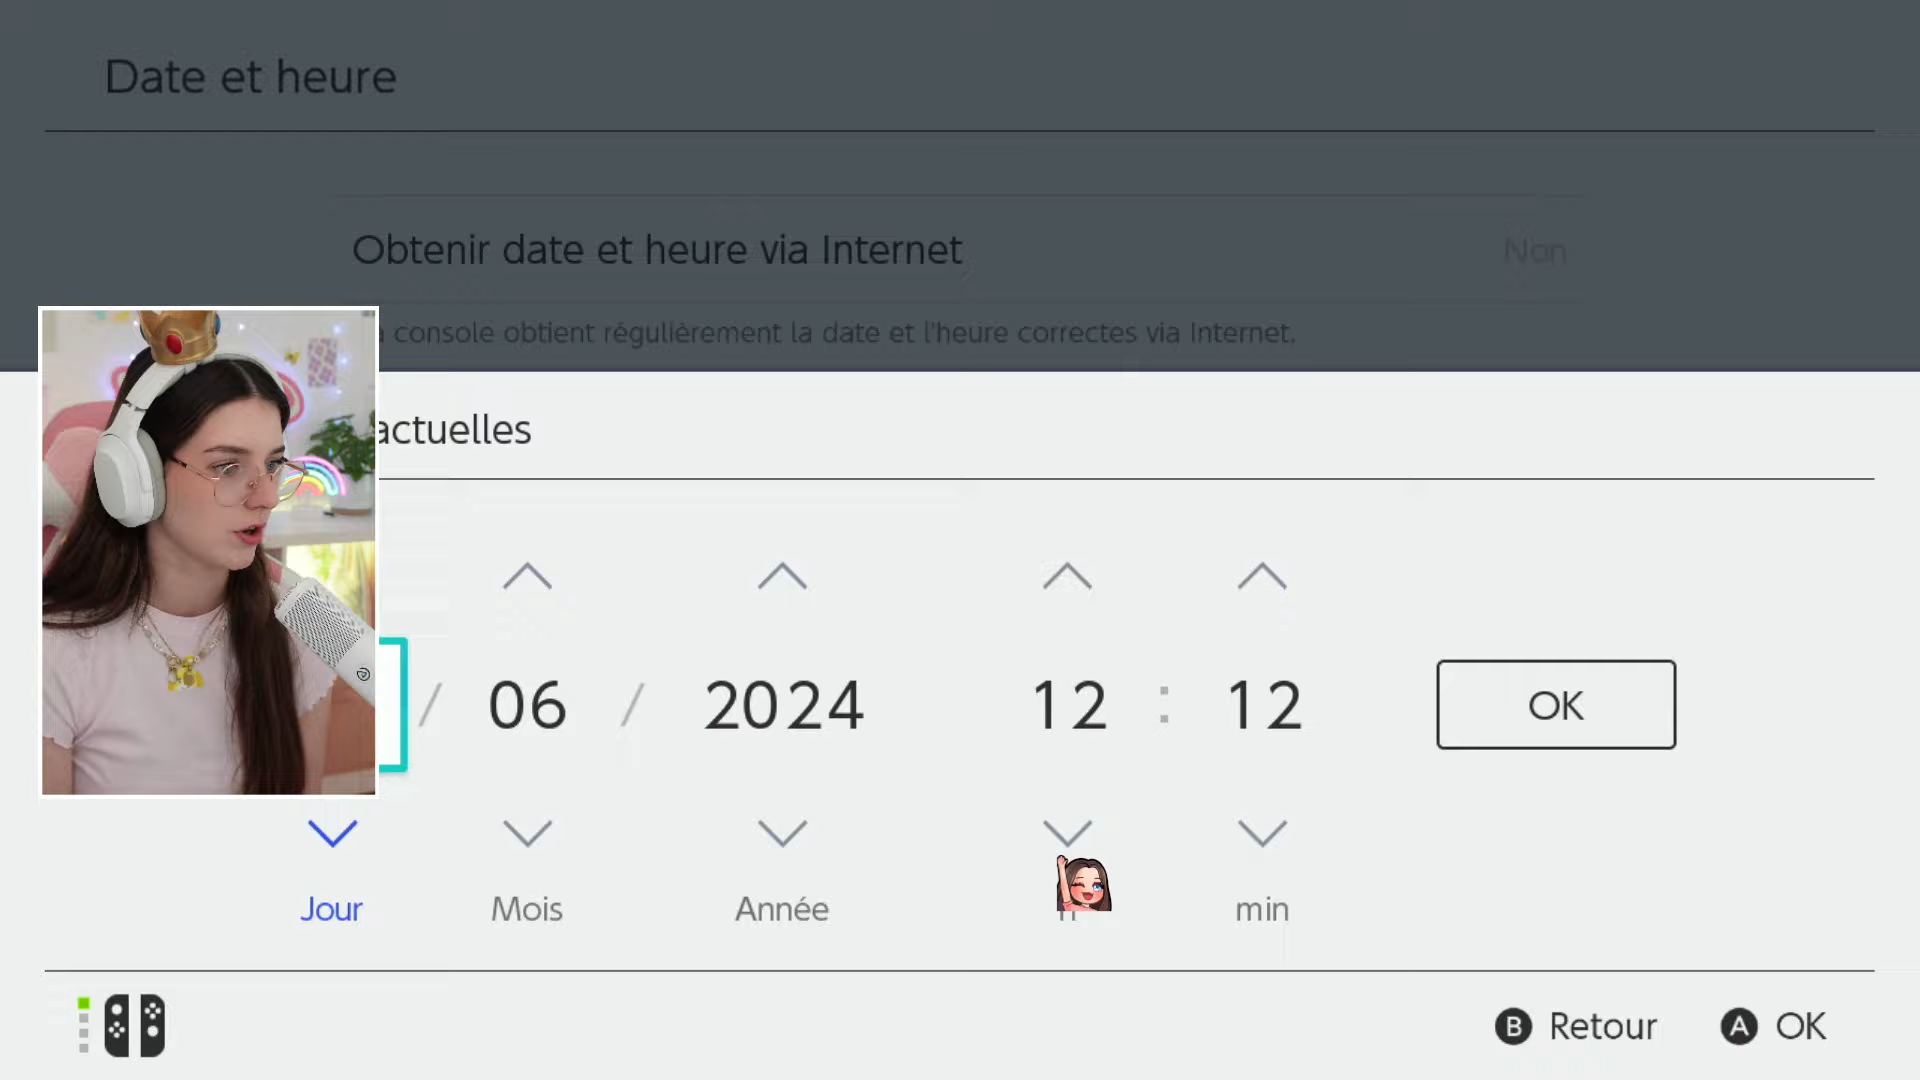 Date et heure
Obtenir date et heure via Internet Non
console obtient régulièrement la date et l'heure correctes via Internet.
actuelles
/ 06 / 2024 12 : 12 OK
Jour Mois Année min
B Retour A OK